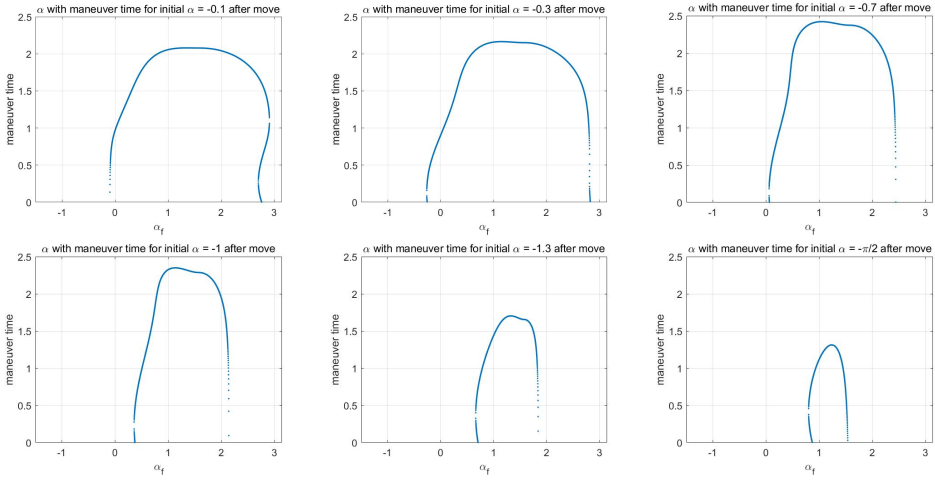 α with maneuver time for initial α = -0.1 after move
α with maneuver time for initial α = -0.3 after move
α with maneuver time for initial α = -0.7 after move
maneuver time
2.5
2
1.5
1
0.5
0
-1 0 1 2 3
αf
maneuver time
2.5
2
1.5
1
0.5
0
-1 0 1 2 3
αf
maneuver time
2.5
2
1.5
1
0.5
0
-1 0 1 2 3
αf
α with maneuver time for initial α = -1 after move
α with maneuver time for initial α = -1.3 after move
α with maneuver time for initial α = -π/2 after move
maneuver time
2.5
2
1.5
1
0.5
0
-1 0 1 2 3
αf
maneuver time
2.5
2
1.5
1
0.5
0
-1 0 1 2 3
αf
maneuver time
2.5
2
1.5
1
0.5
0
-1 0 1 2 3
αf